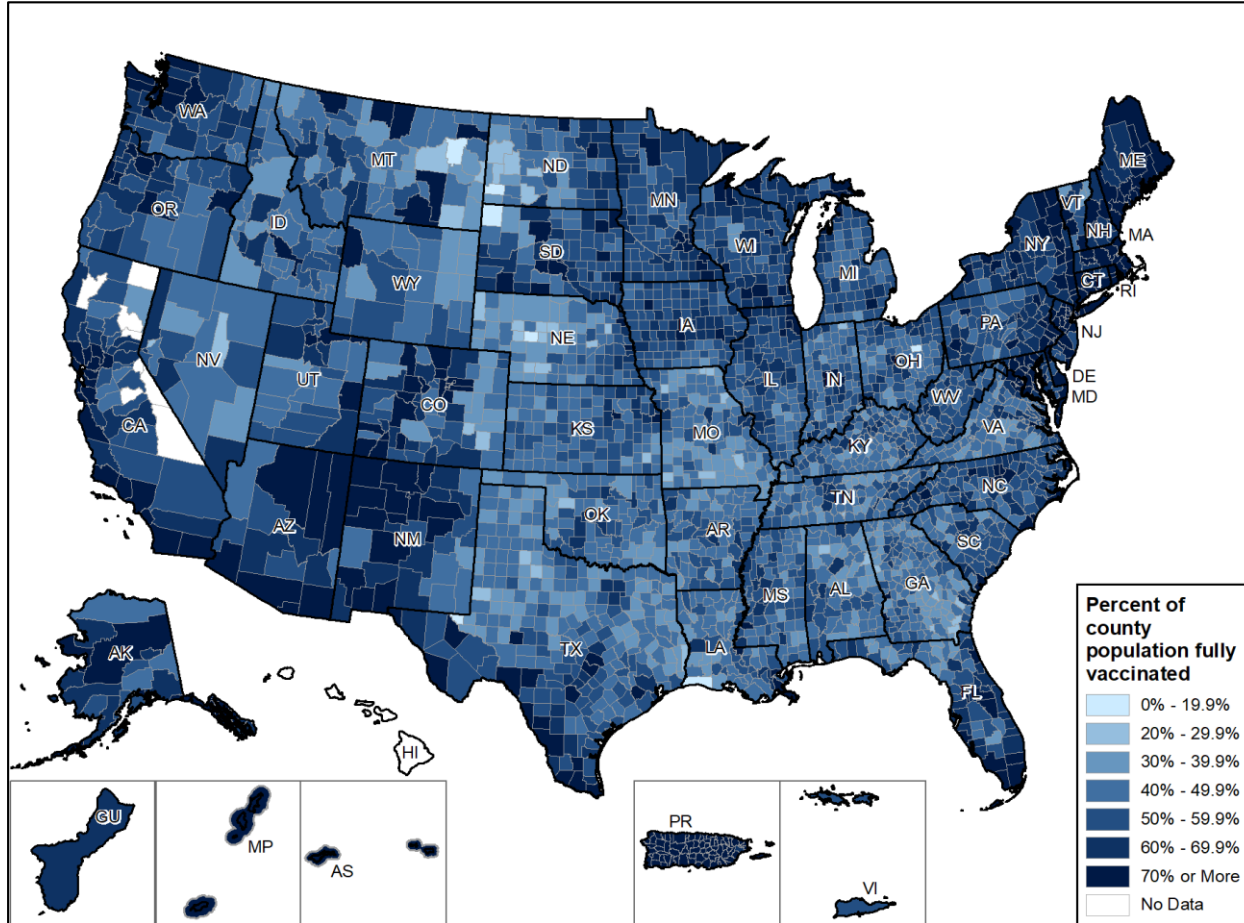 WA
MT
ND
MN
ME
OR
ID
SD
WI
VT
NH
NY
MA
WY
MI
CT
RI
IA
PA
NE
NJ
NV
OH
UT
IL
IN
DE
CO
MD
CA
WV
KS
MO
KY
VA
NC
TN
AZ
OK
NM
AR
SC
MS
AL
GA
TX
LA
AK
FL
HI
GU
MP
AS
PR
VI
Percent of
county
population fully
vaccinated
0% - 19.9%
20% - 29.9%
30% - 39.9%
40% - 49.9%
50% - 59.9%
60% - 69.9%
70% or More
No Data